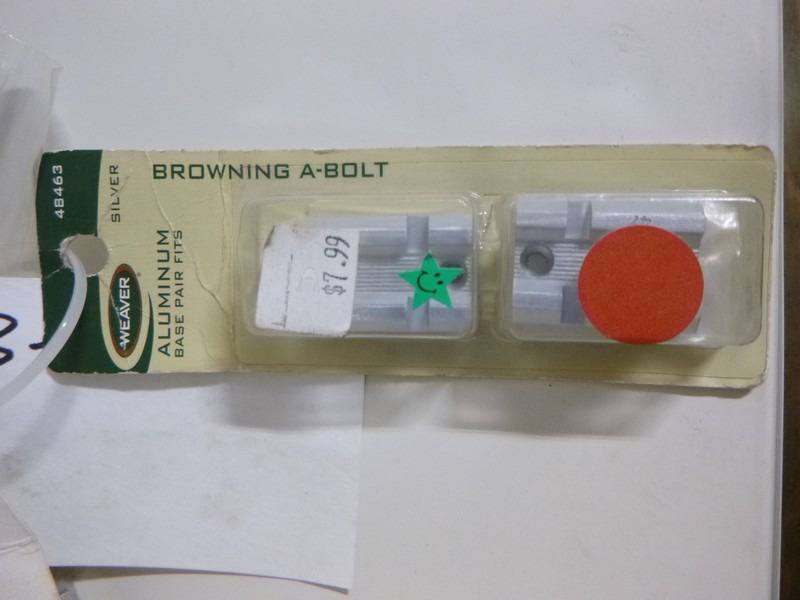 48463
SILVER
BROWNING A-BOLT
WEAVER®
ALUMINUM
BASE PAIR FITS
$7.99